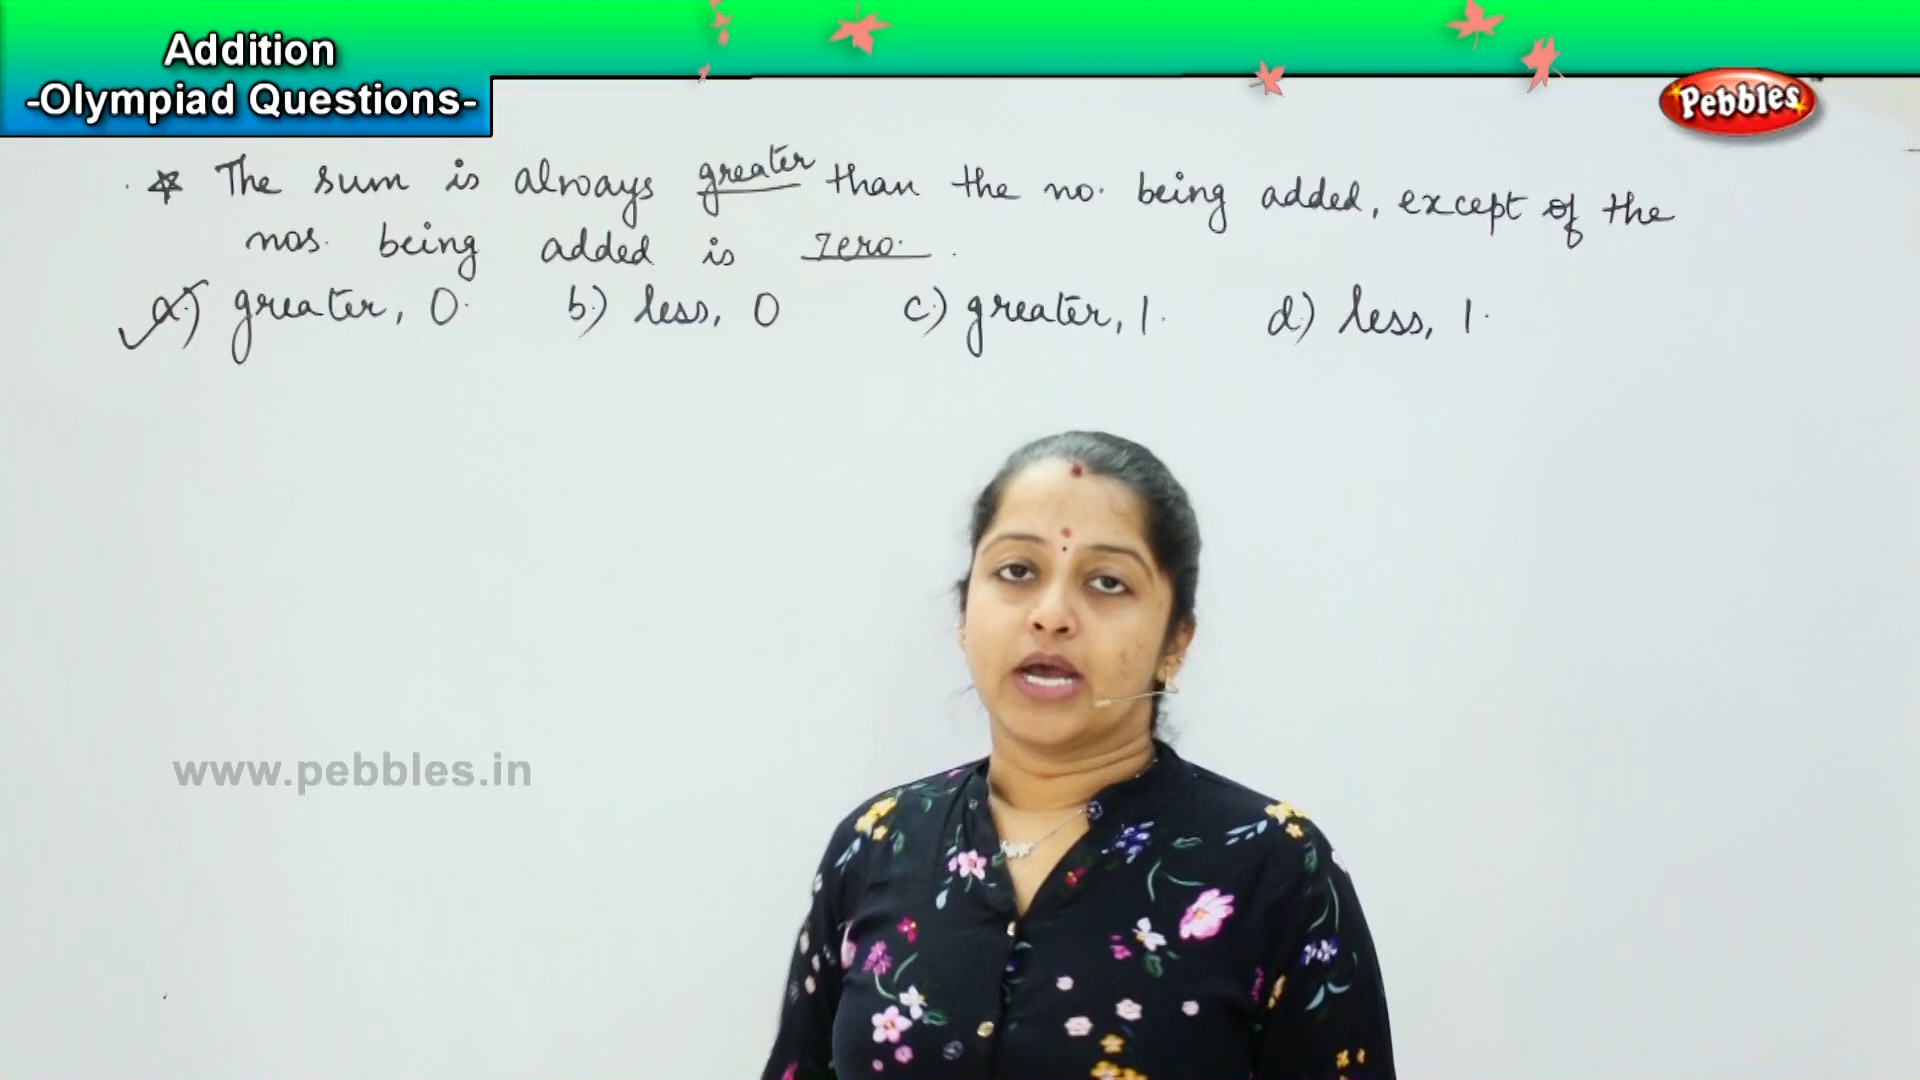 Addition
-Olympiad Questions-
Pebbles
☆ The sum is always greater than the no. being added, except of the
nos. being added is zero.
a.) greater, 0. b.) less, 0 c.) greater, 1. d.) less, 1.
www.pebbles.in